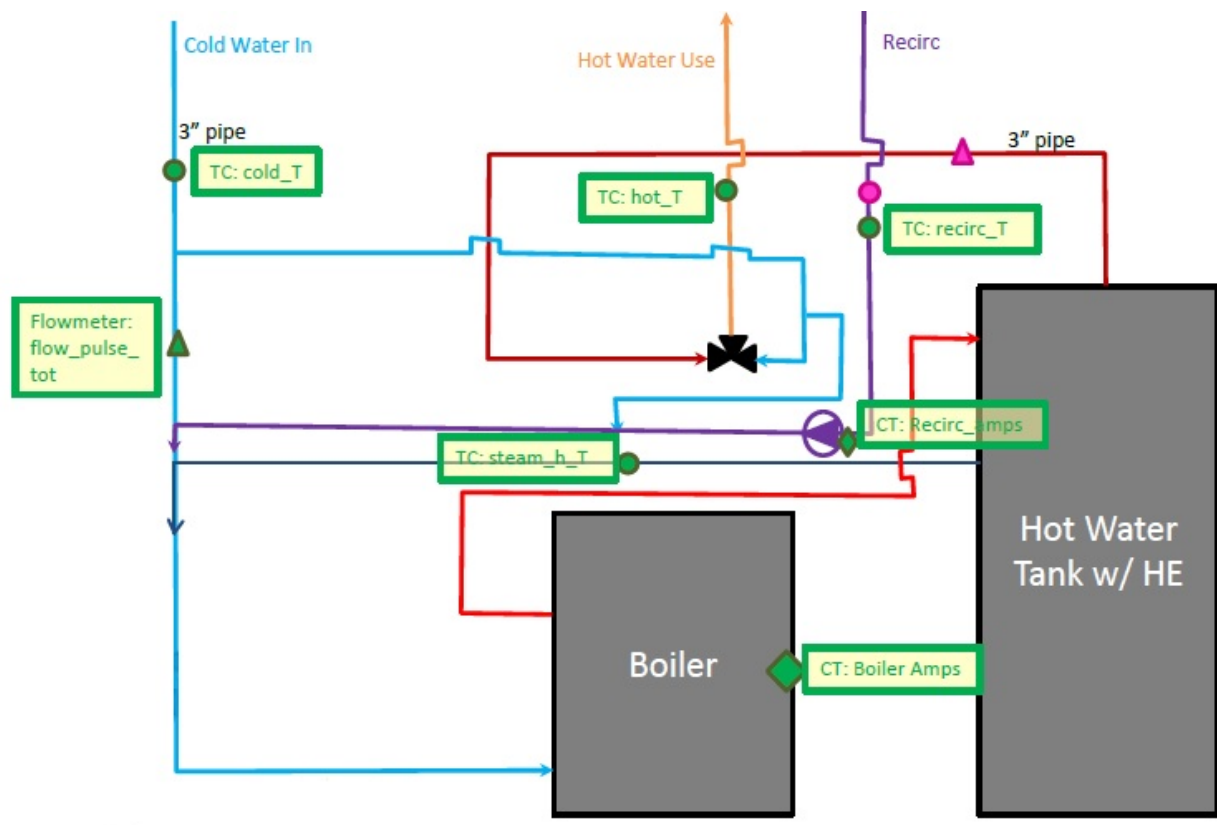 Cold Water In
Hot Water Use
Recirc
3” pipe
3” pipe
TC: cold_T
TC: hot_T
TC: recirc_T
Flowmeter:
flow_pulse_
tot
CT: Recirc_amps
TC: steam_h_T
Hot Water
Tank w/ HE
Boiler
CT: Boiler Amps